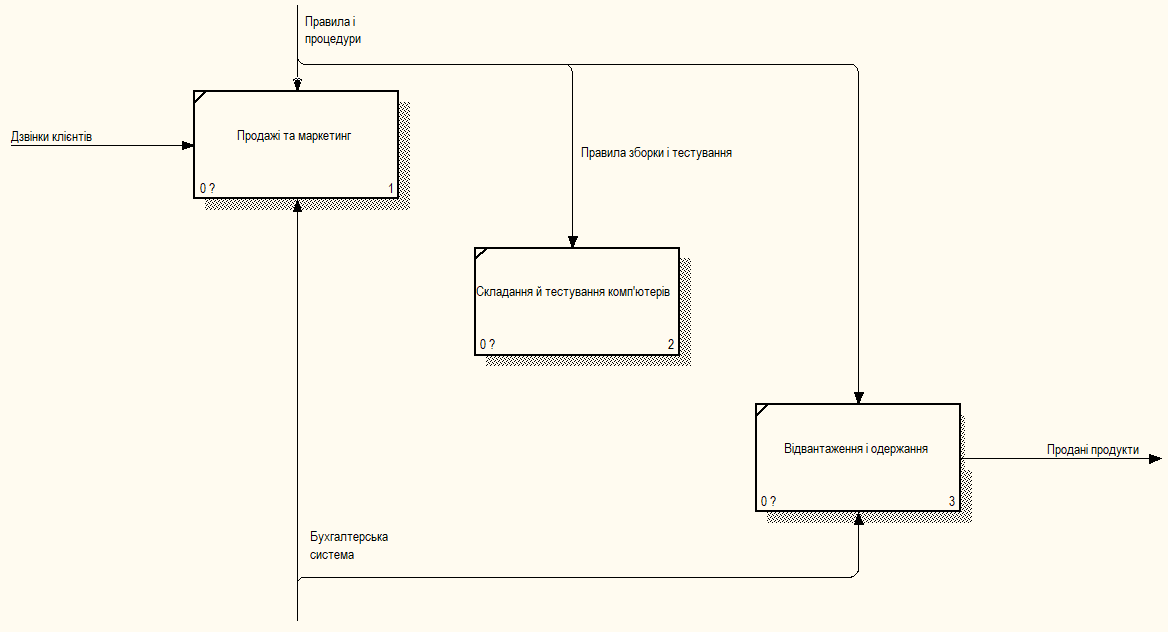 Правила і
процедури
Дзвінки клієнтів
Продажі та маркетинг
0 ?
1
Правила зборки і тестування
Складання й тестування комп'ютерів
0 ?
2
Відвантаження і одержання
0 ?
3
Продані продукти
Бухгалтерська
система